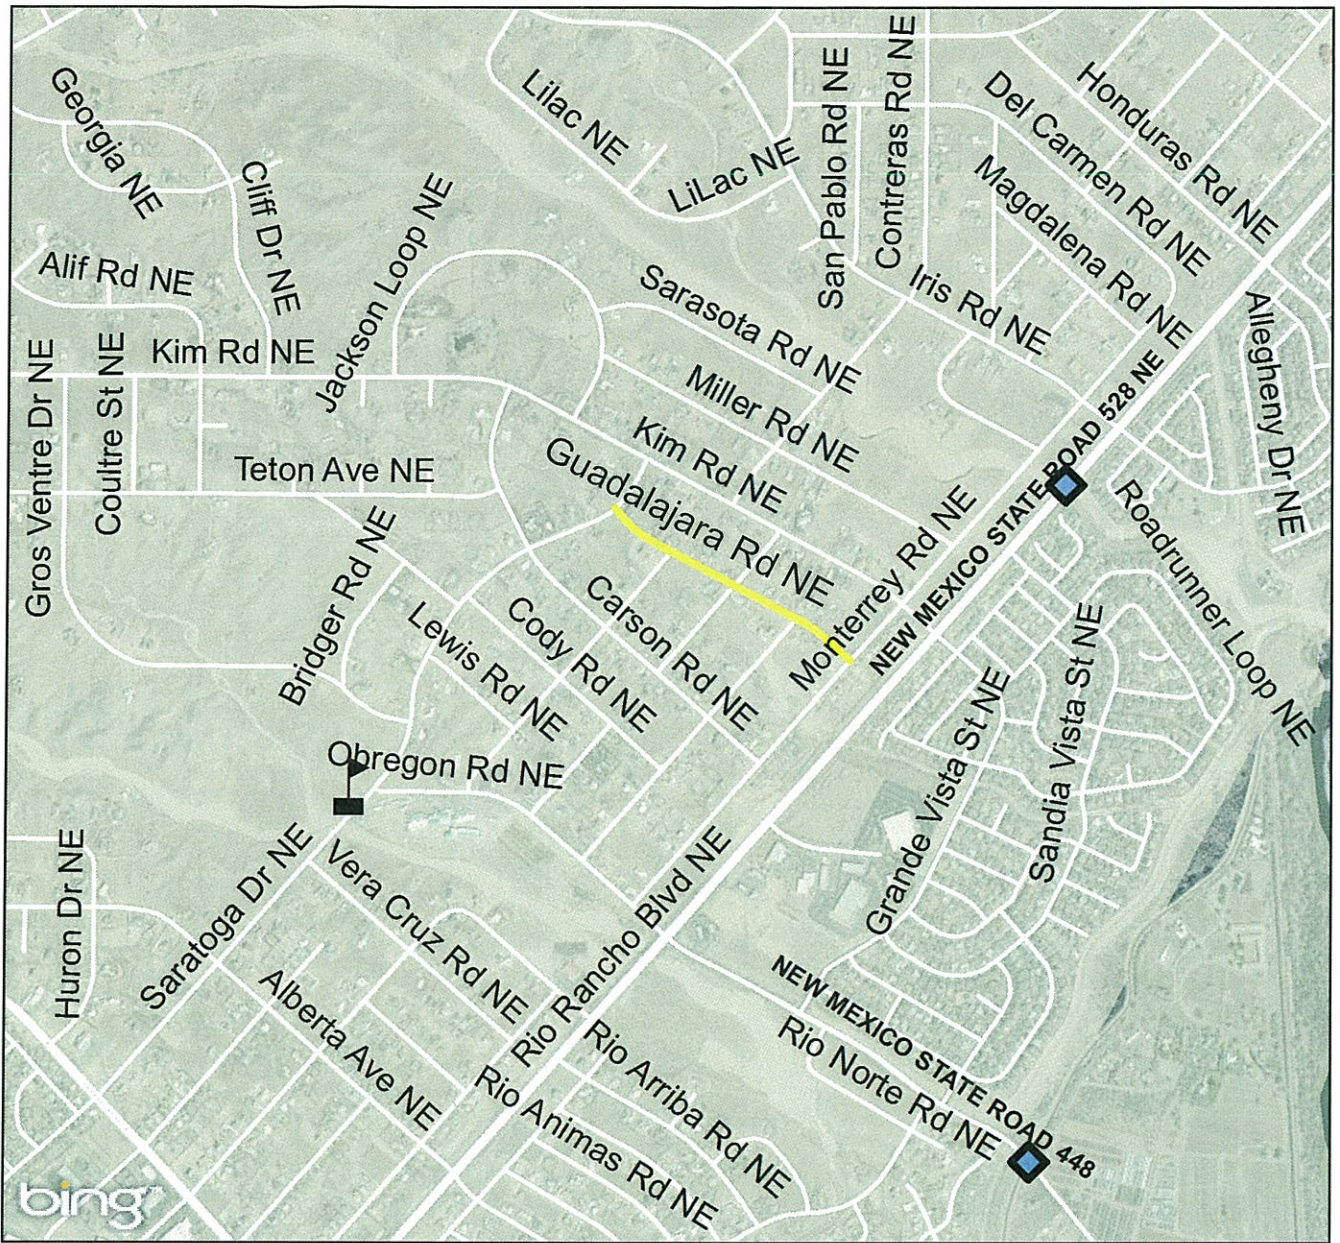 Georgia NE
Cliff Dr NE
Lilac NE
LiLac NE
San Pablo Rd NE
Contreras Rd NE
Del Carmen Rd NE
Honduras Rd NE
Magdalena Rd NE
Iris Rd NE
Alif Rd NE
Jackson Loop NE
Sarasota Rd NE
Allegheny Dr NE
Kim Rd NE
Gros Ventre Dr NE
Coultre St NE
Miller Rd NE
Kim Rd NE
Teton Ave NE
Guadalajara Rd NE
NEW MEXICO STATE ROAD 528 NE
Monterrey Rd NE
Roadrunner Loop NE
Bridger Rd NE
Lewis Rd NE
Cody Rd NE
Carson Rd NE
Grande Vista St NE
Sandia Vista St NE
Obregon Rd NE
Huron Dr NE
Saratoga Dr NE
Vera Cruz Rd NE
Alberta Ave NE
Rio Rancho Blvd NE
NEW MEXICO STATE ROAD 448
Rio Norte Rd NE
Rio Arriba Rd NE
Rio Animas Rd NE
bing